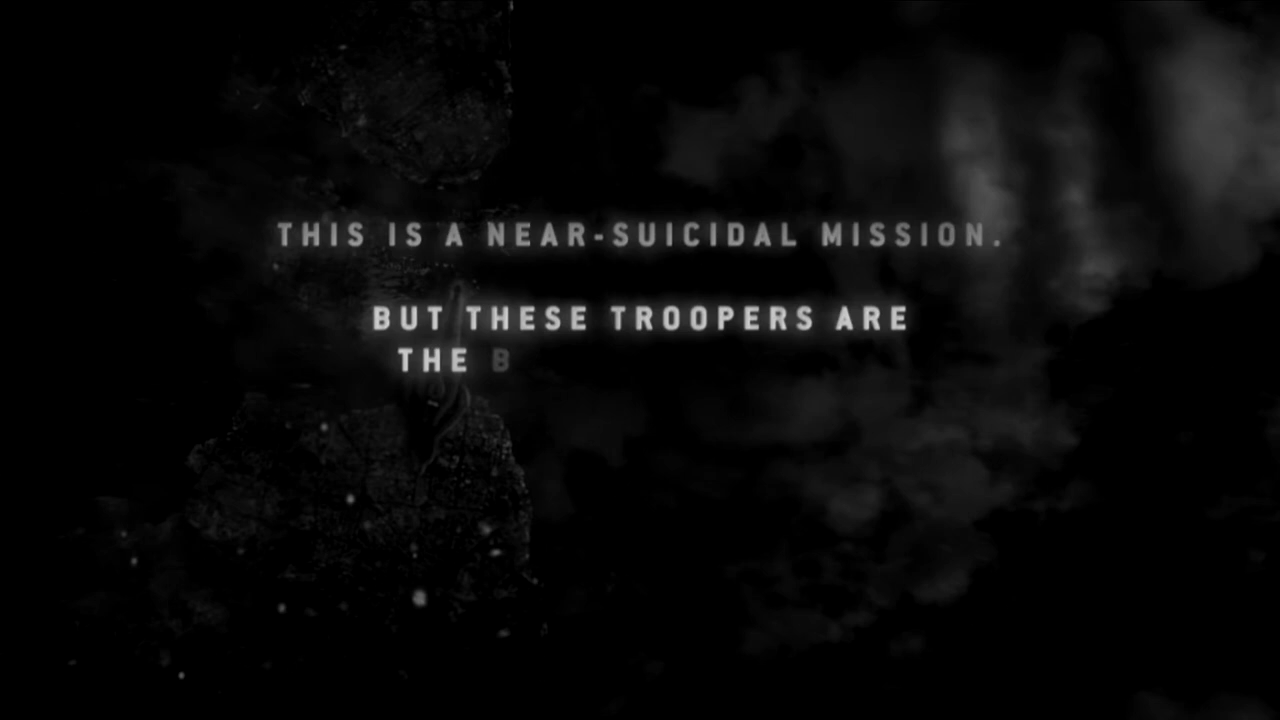 THIS IS A NEAR-SUICIDAL MISSION.
BUT THESE TROOPERS ARE
THE B